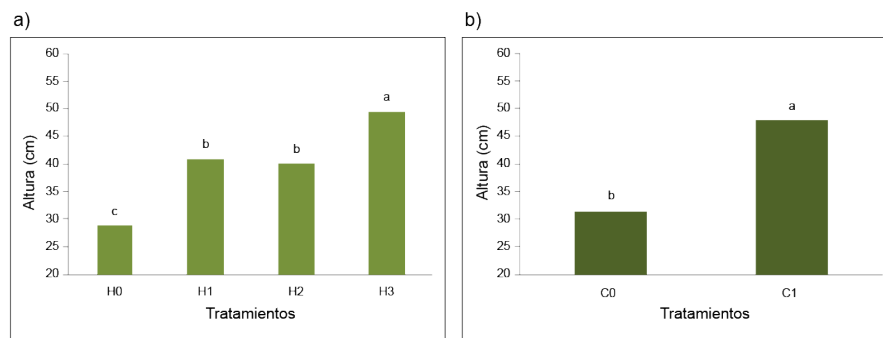 a)
60
55
50
45
40
35
30
25
20
Altura (cm)
c
b
b
a
H0 H1 H2 H3
Tratamientos
b)
60
55
50
45
40
35
30
25
20
Altura (cm)
b
a
C0 C1
Tratamientos